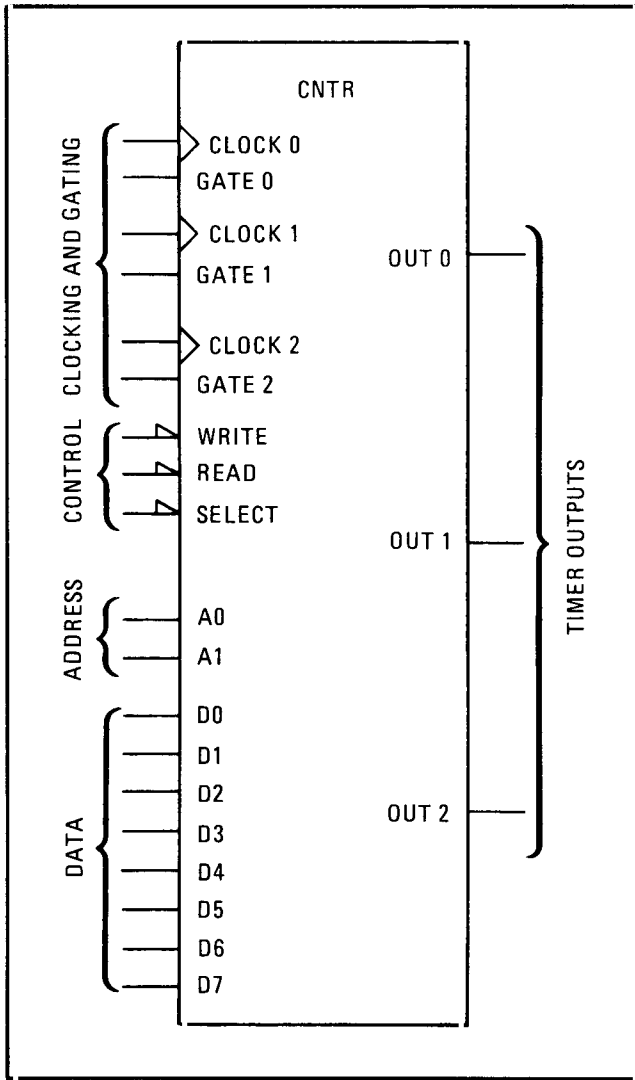 CNTR
CLOCKING AND GATING
CLOCK 0
GATE 0
CLOCK 1
GATE 1
CLOCK 2
GATE 2
CONTROL
WRITE
READ
SELECT
ADDRESS
A0
A1
DATA
D0
D1
D2
D3
D4
D5
D6
D7
OUT 0
OUT 1
OUT 2
TIMER OUTPUTS